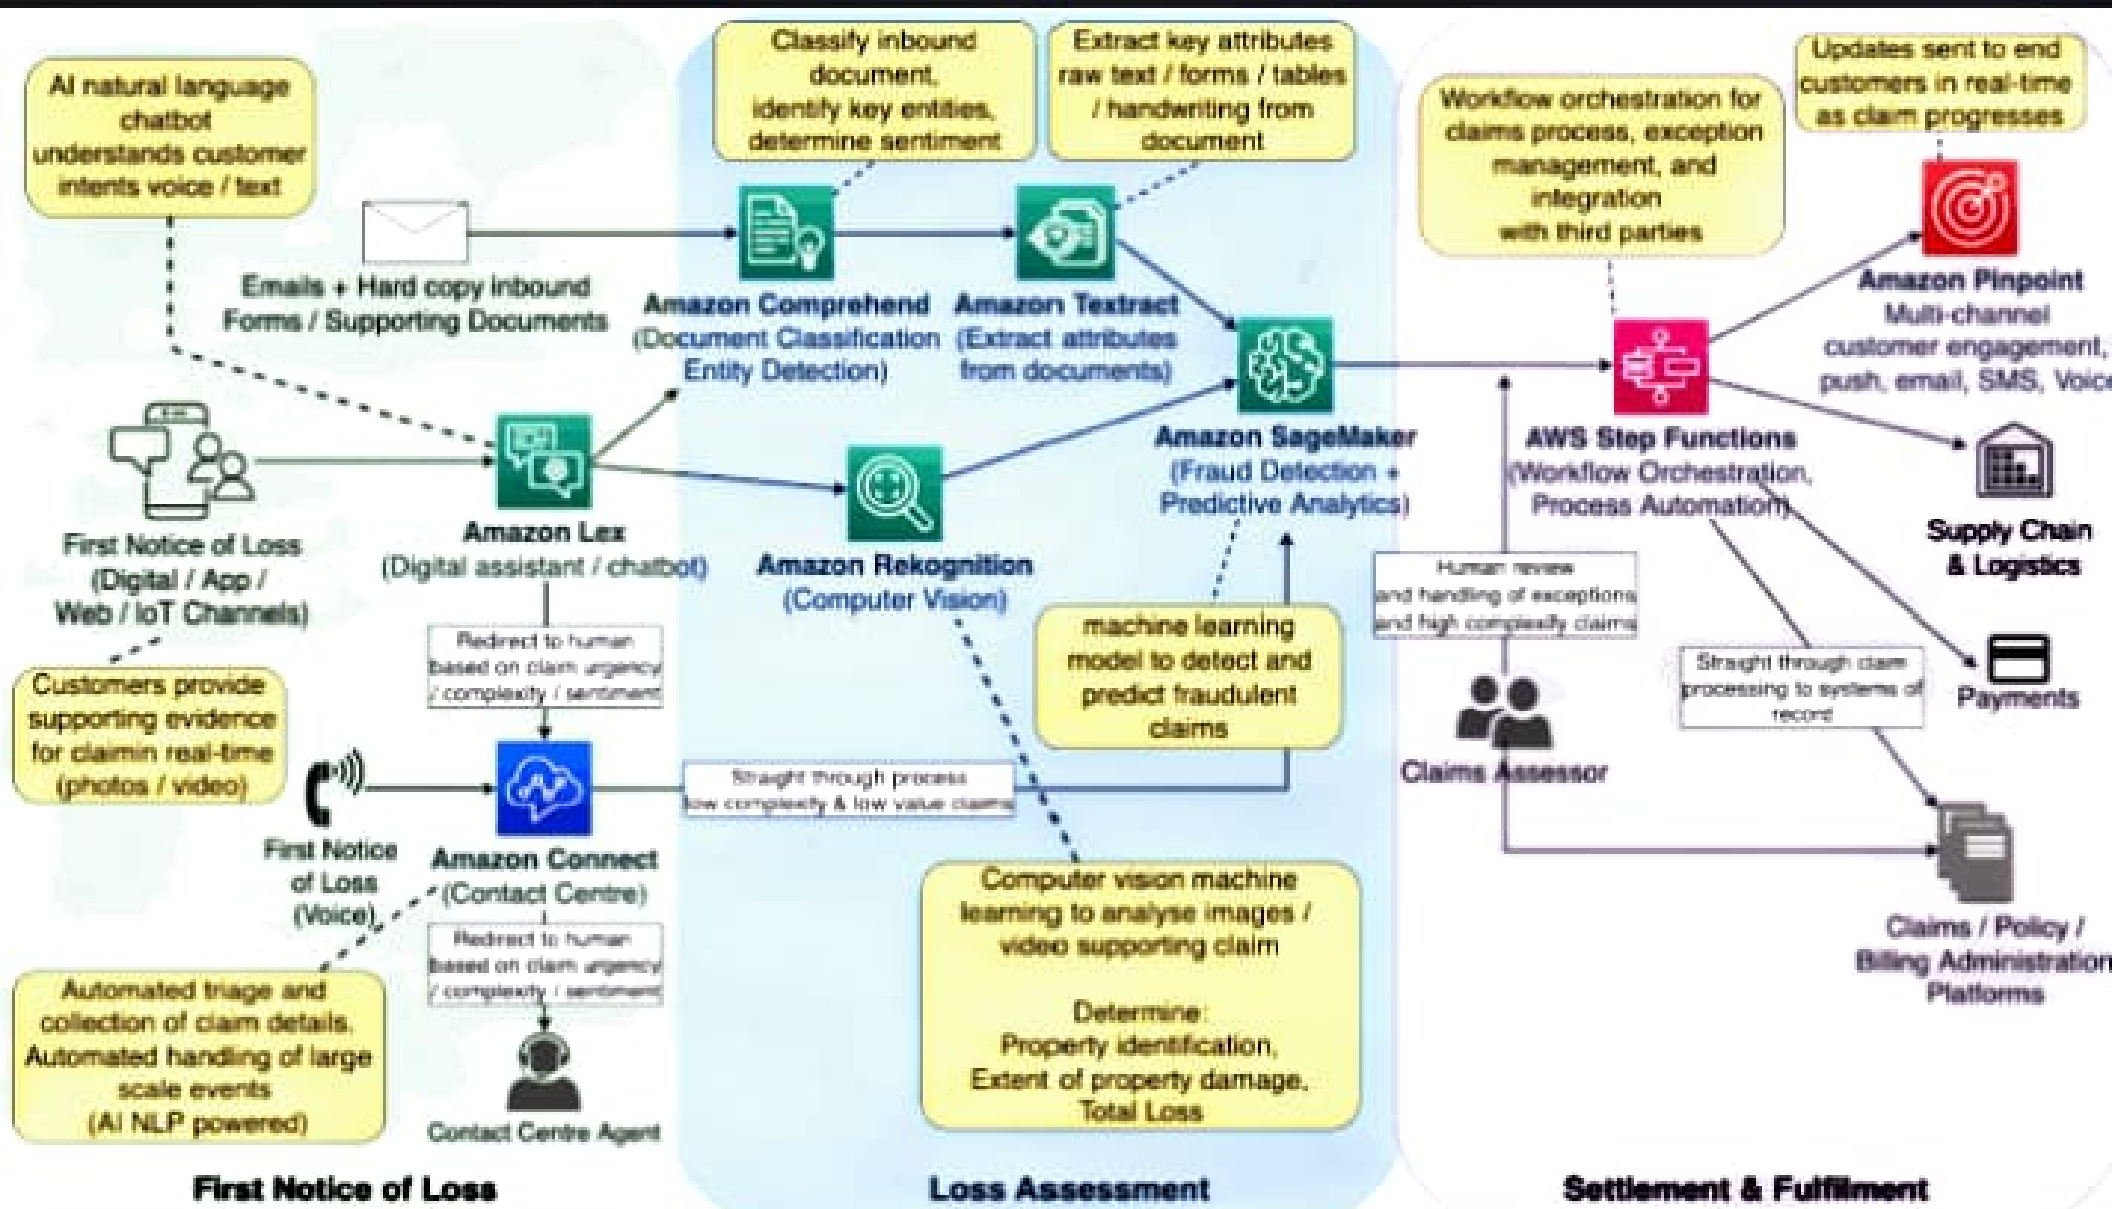 AI natural language
chatbot
understands customer
intents voice / text
Emails + Hard copy inbound
Forms / Supporting Documents
First Notice of Loss
(Digital / App /
Web / IoT Channels)
Customers provide
supporting evidence
for claimin real-time
(photos / video)
Amazon Lex
(Digital assistant / chatbot)
Redirect to human
based on claim urgency
/ complexity / sentiment
First Notice
of Loss
(Voice)
Amazon Connect
(Contact Centre)
Redirect to human
based on claim urgency
/ complexity / sentiment
Automated triage and
collection of claim details.
Automated handling of large
scale events
(AI NLP powered)
Contact Centre Agent
First Notice of Loss
Classify inbound
document,
identify key entities,
determine sentiment
Extract key attributes
raw text / forms / tables
/ handwriting from
document
Amazon Comprehend
(Document Classification
Entity Detection)
Amazon Textract
(Extract attributes
from documents)
Amazon Rekognition
(Computer Vision)
Amazon SageMaker
(Fraud Detection +
Predictive Analytics)
machine learning
model to detect and
predict fraudulent
claims
Straight through process
low complexity & low value claims
Computer vision machine
learning to analyse images /
video supporting claim
Determine:
Property identification,
Extent of property damage,
Total Loss
Loss Assessment
Workflow orchestration for
claims process, exception
management, and
integration
with third parties
Updates sent to end
customers in real-time
as claim progresses
Amazon Pinpoint
Multi-channel
customer engagement,
push, email, SMS, Voice
AWS Step Functions
(Workflow Orchestration,
Process Automation)
Supply Chain
& Logistics
Human review
and handling of exceptions
and high complexity claims
Claims Assessor
Straight through claim
processing to systems of
record
Payments
Claims / Policy /
Billing Administration
Platforms
Settlement & Fulfilment